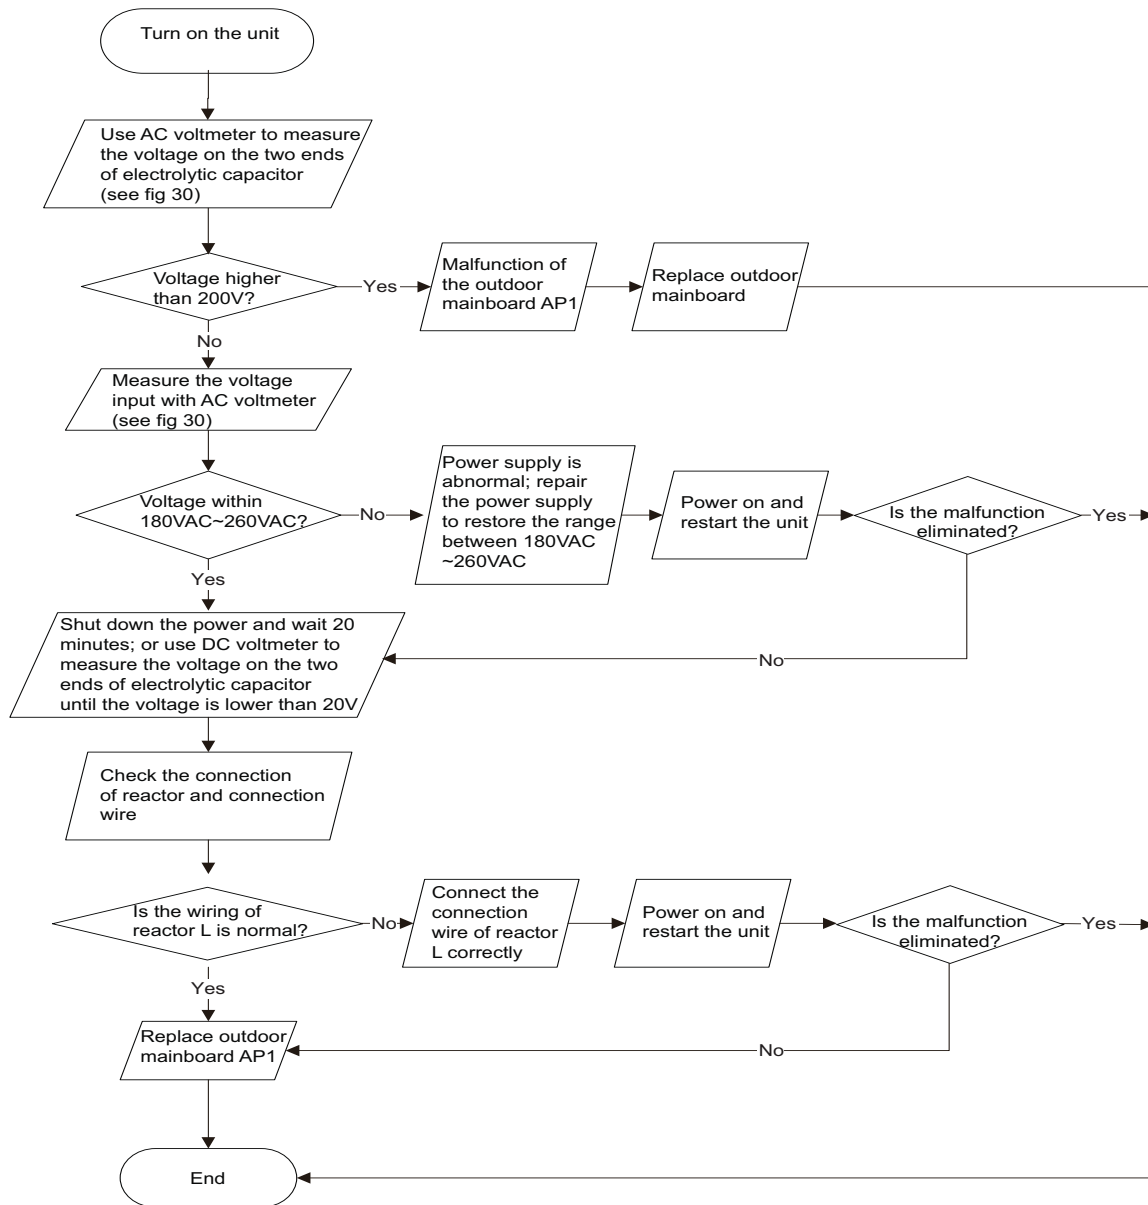 Turn on the unit
Use AC voltmeter to measure
the voltage on the two ends
of electrolytic capacitor
(see fig 30)
Voltage higher
than 200V?
Yes
Malfunction of
the outdoor
mainboard AP1
Replace outdoor
mainboard
No
Measure the voltage
input with AC voltmeter
(see fig 30)
Voltage within
180VAC~260VAC?
No
Power supply is
abnormal; repair
the power supply
to restore the range
between 180VAC
~260VAC
Power on and
restart the unit
Is the malfunction
eliminated?
Yes
Yes
No
Shut down the power and wait 20
minutes; or use DC voltmeter to
measure the voltage on the two
ends of electrolytic capacitor
until the voltage is lower than 20V
Check the connection
of reactor and connection
wire
Is the wiring of
reactor L is normal?
No
Connect the
connection
wire of reactor
L correctly
Power on and
restart the unit
Is the malfunction
eliminated?
Yes
Yes
No
Replace outdoor
mainboard AP1
End